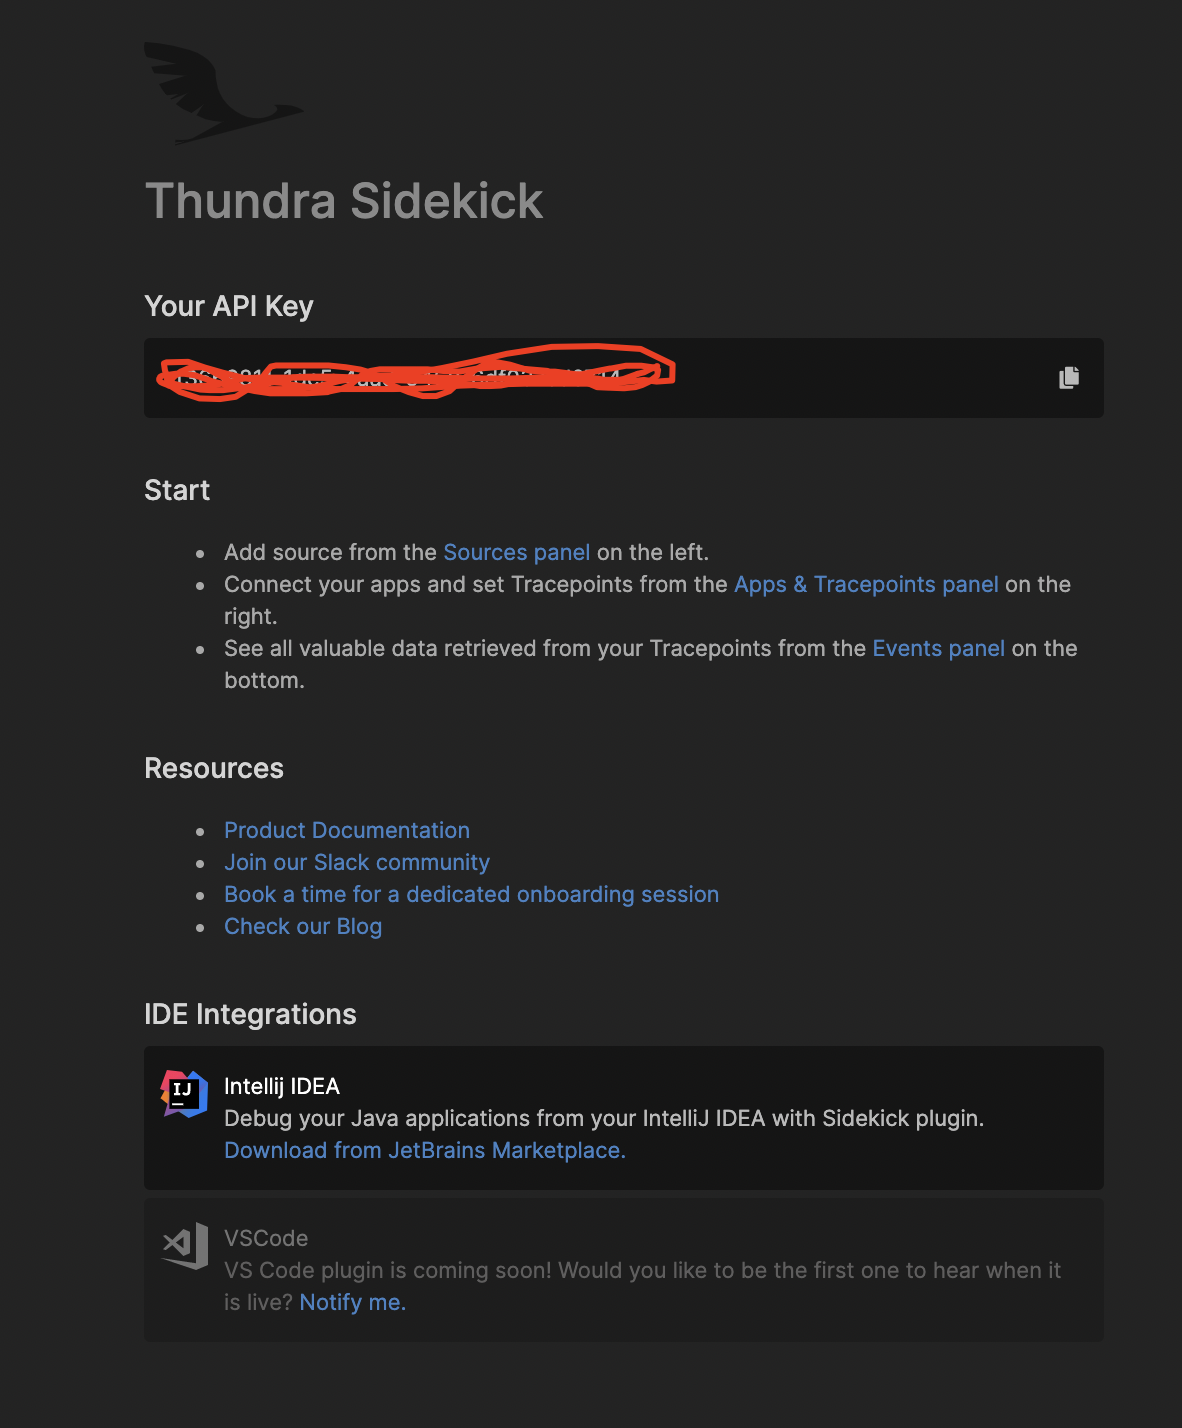 Thundra Sidekick
Your API Key
Start
Add source from the Sources panel on the left.
Connect your apps and set Tracepoints from the Apps & Tracepoints panel on the
right.
See all valuable data retrieved from your Tracepoints from the Events panel on the
bottom.
Resources
Product Documentation
Join our Slack community
Book a time for a dedicated onboarding session
Check our Blog
IDE Integrations
IJ
Intellij IDEA
Debug your Java applications from your IntelliJ IDEA with Sidekick plugin.
Download from JetBrains Marketplace.
VSCode
VS Code plugin is coming soon! Would you like to be the first one to hear when it
is live? Notify me.